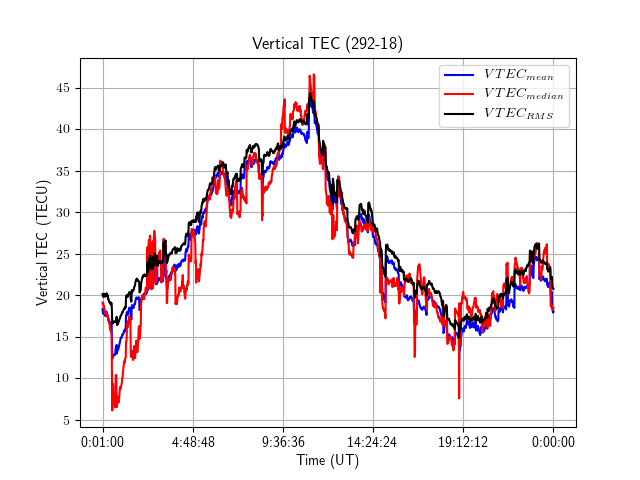 Vertical TEC (292-18)
VTEC_mean
VTEC_median
VTEC_RMS
Vertical TEC (TECU)
45
40
35
30
25
20
15
10
5
0:01:00 4:48:48 9:36:36 14:24:24 19:12:12 0:00:00
Time (UT)